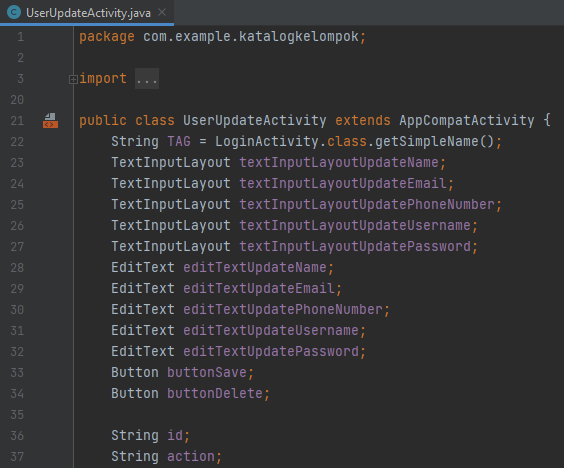 UserUpdateActivity.java
1 package com.example.katalogkelompok;
2
3 import ...
20
21 public class UserUpdateActivity extends AppCompatActivity {
22 String TAG = LoginActivity.class.getSimpleName();
23 TextInputLayout textInputLayoutUpdateName;
24 TextInputLayout textInputLayoutUpdateEmail;
25 TextInputLayout textInputLayoutUpdatePhoneNumber;
26 TextInputLayout textInputLayoutUpdateUsername;
27 TextInputLayout textInputLayoutUpdatePassword;
28 EditText editTextUpdateName;
29 EditText editTextUpdateEmail;
30 EditText editTextUpdatePhoneNumber;
31 EditText editTextUpdateUsername;
32 EditText editTextUpdatePassword;
33 Button buttonSave;
34 Button buttonDelete;
35
36 String id;
37 String action;